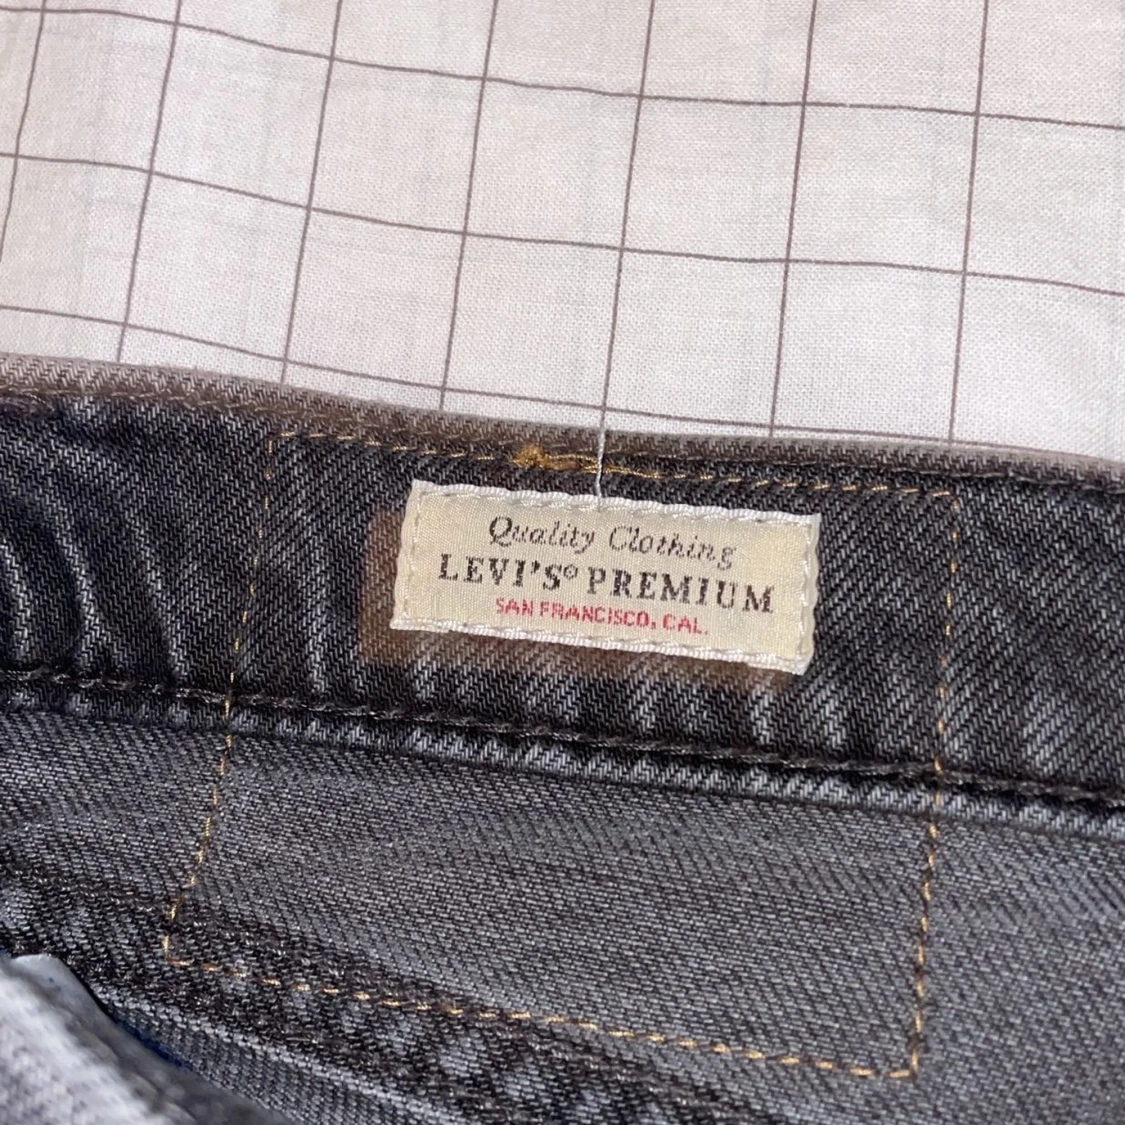 Quality Clothing
LEVI'S® PREMIUM
SAN FRANCISCO, CAL.